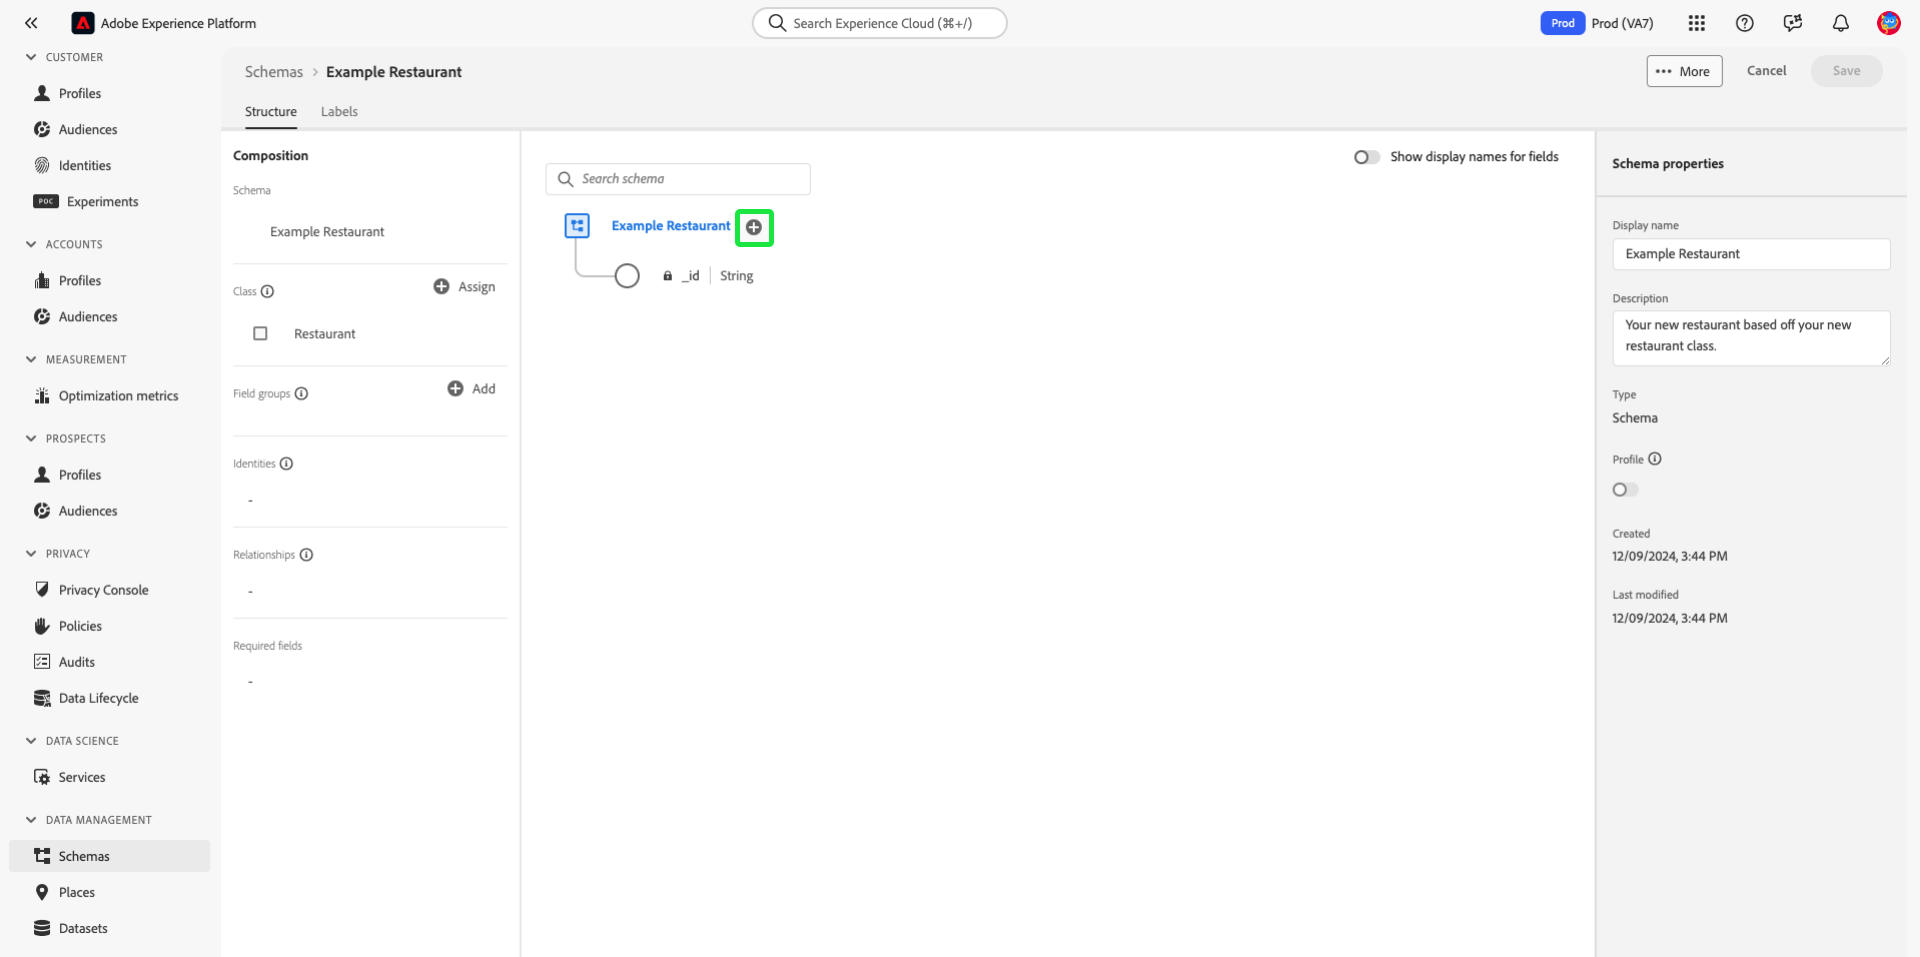 Adobe Experience Platform
Search Experience Cloud (⌘+/)
Prod
Prod (VA7)
CUSTOMER
Profiles
Audiences
Identities
POC
Experiments
ACCOUNTS
Profiles
Audiences
MEASUREMENT
Optimization metrics
PROSPECTS
Profiles
Audiences
PRIVACY
Privacy Console
Policies
Audits
Data Lifecycle
DATA SCIENCE
Services
DATA MANAGEMENT
Schemas
Places
Datasets
Schemas > Example Restaurant
More
Cancel
Save
Structure
Labels
Composition
Schema
Example Restaurant
Class
Assign
Restaurant
Field groups
Add
Identities
-
Relationships
-
Required fields
-
Search schema
Show display names for fields
Example Restaurant
_id | String
Schema properties
Display name
Example Restaurant
Description
Your new restaurant based off your new
restaurant class.
Type
Schema
Profile
Created
12/09/2024, 3:44 PM
Last modified
12/09/2024, 3:44 PM